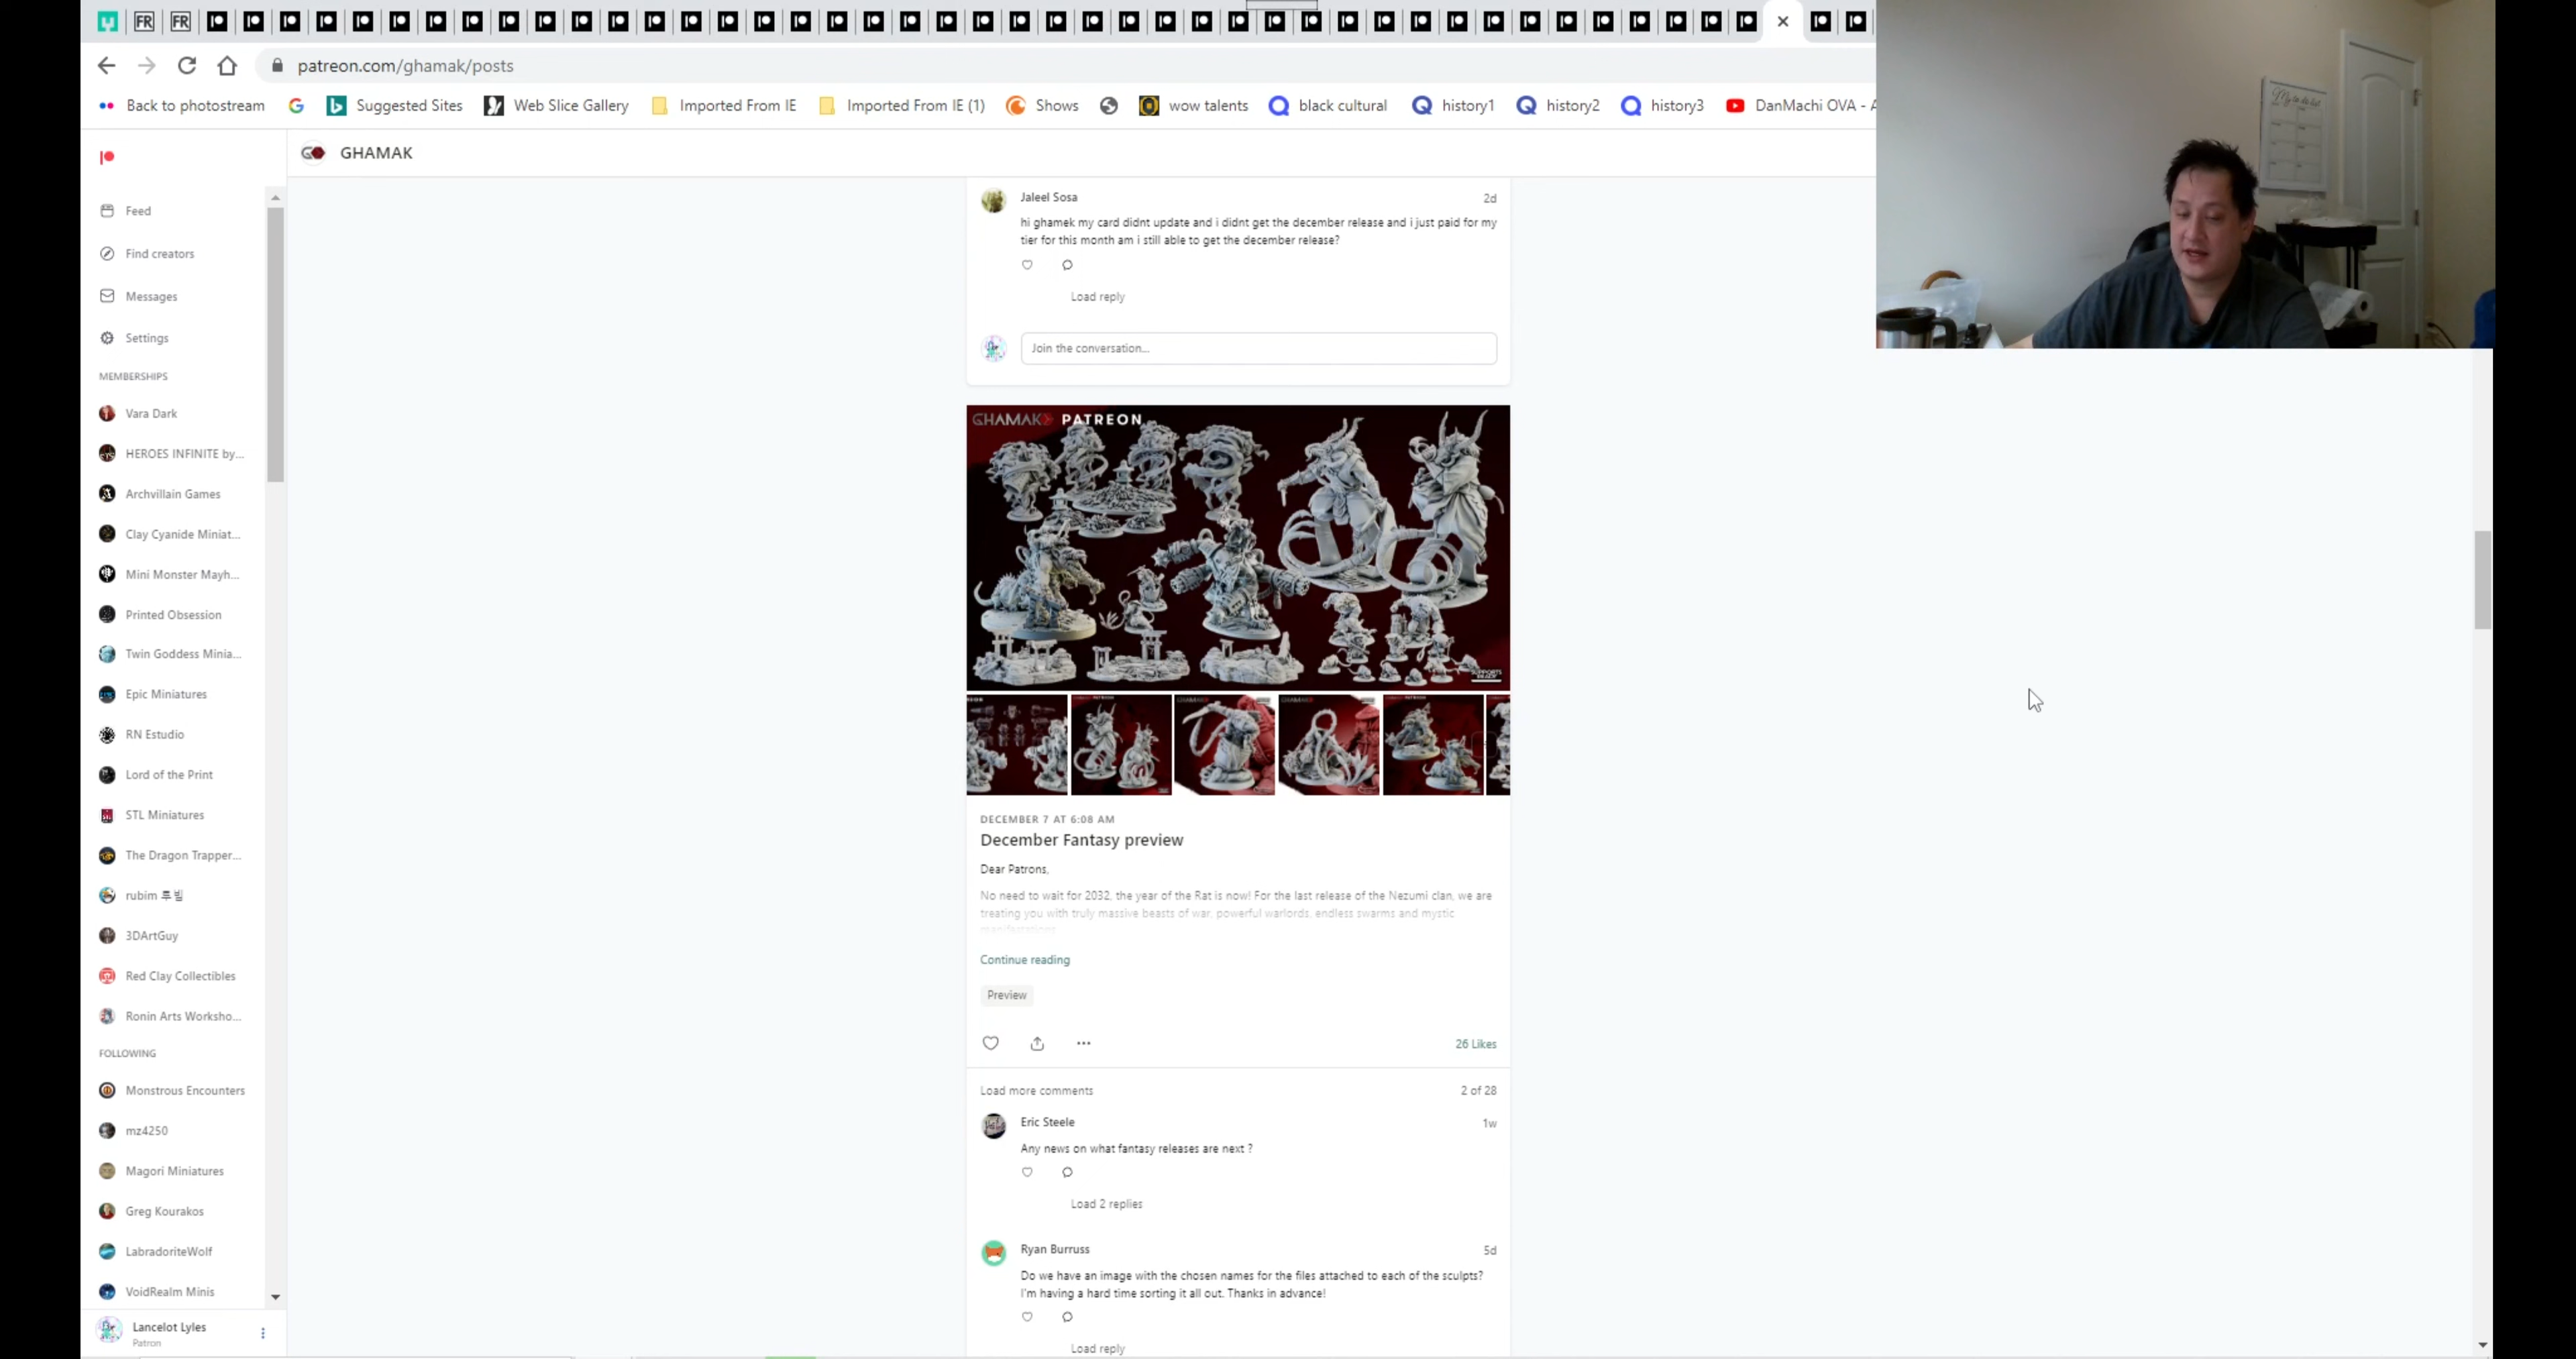 FR
FR
patreon.com/ghamak/posts
Back to photostream
Suggested Sites
Web Slice Gallery
Imported From IE
Imported From IE (1)
Shows
wow talents
black cultural
history1
history2
history3
DanMachi OVA - A
GHAMAK
Feed
Find creators
Messages
Settings
MEMBERSHIPS
Vara Dark
HEROES INFINITE by...
Archvillain Games
Clay Cyanide Miniat...
Mini Monster Mayh...
Printed Obsession
Twin Goddess Minia...
Epic Miniatures
RN Estudio
Lord of the Print
STL Miniatures
The Dragon Trapper...
rubim 루빔
3DArtGuy
Red Clay Collectibles
Ronin Arts Worksho...
FOLLOWING
Monstrous Encounters
mz4250
Magori Miniatures
Greg Kourakos
LabradoriteWolf
VoidRealm Minis
Lancelot Lyles
Patron
Jaleel Sosa
2d
hi ghamek my card didnt update and i didnt get the december release and i just paid for my
tier for this month am i still able to get the december release?
Load reply
Join the conversation...
GHAMAK PATREON
SUPPORTS
READY
DECEMBER 7 AT 6:08 AM
December Fantasy preview
Dear Patrons,
No need to wait for 2032, the year of the Rat is now! For the last release of the Nezumi clan, we are
treating you with truly massive beasts of war, powerful warlords, endless swarms and mystic
manifestations
Continue reading
Preview
26 Likes
Load more comments
2 of 28
Eric Steele
1w
Any news on what fantasy releases are next ?
Load 2 replies
Ryan Burruss
5d
Do we have an image with the chosen names for the files attached to each of the sculpts?
I'm having a hard time sorting it all out. Thanks in advance!
Load reply